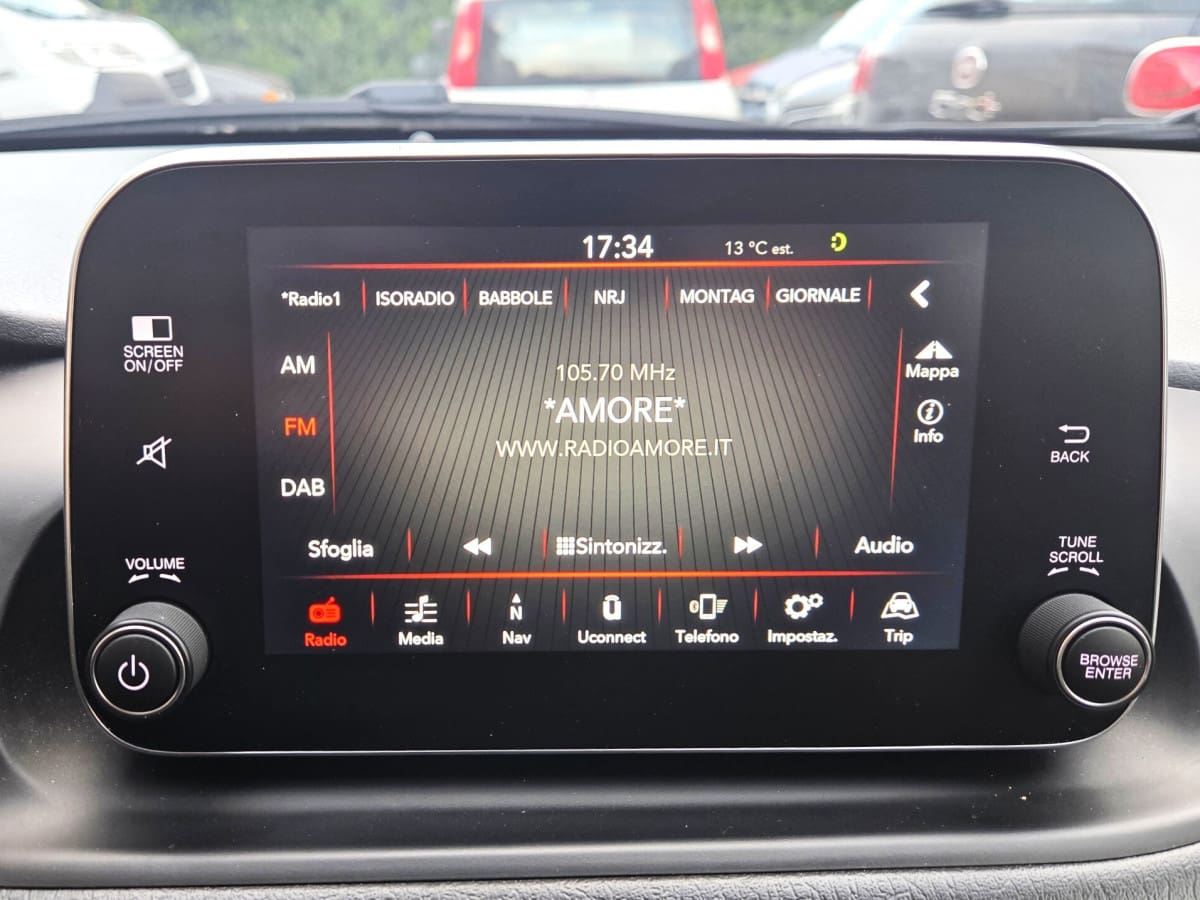 17:34 13 °C est.
*Radio1 ISORADIO BABBOLE NRJ MONTAG GIORNALE
SCREEN
ON/OFF
AM
FM
DAB
105.70 MHz
*AMORE*
WWW.RADIOAMORE.IT
Mappa
Info
BACK
Sfoglia Sintonizz. Audio
VOLUME
TUNE
SCROLL
Radio Media N Nav Uconnect Telefono Impostaz. Trip
BROWSE
ENTER